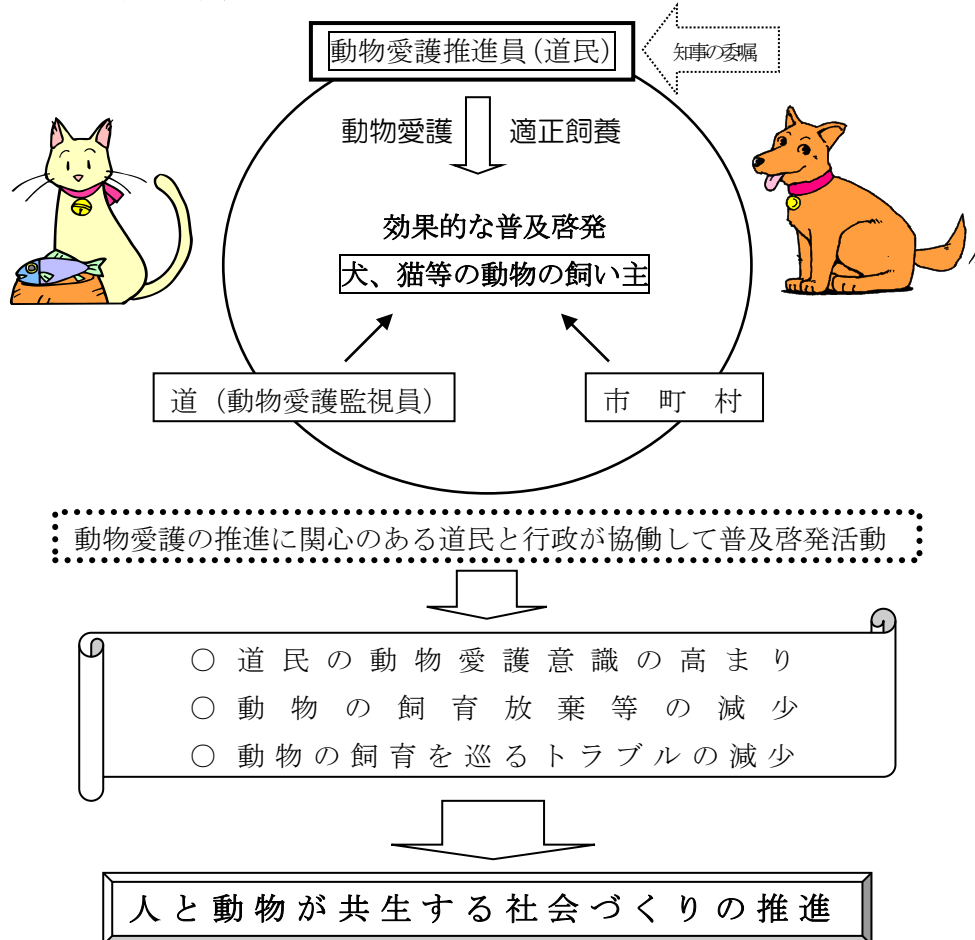 動物愛護推進員（道民）
知事の委嘱
動物愛護 適正飼養
効果的な普及啓発
犬、猫等の動物の飼い主
道（動物愛護監視員）
市町村
動物愛護の推進に関心のある道民と行政が協働して普及啓発活動
○道民の動物愛護意識の高まり
○動物の飼育放棄等の減少
○動物の飼育を巡るトラブルの減少
人と動物が共生する社会づくりの推進